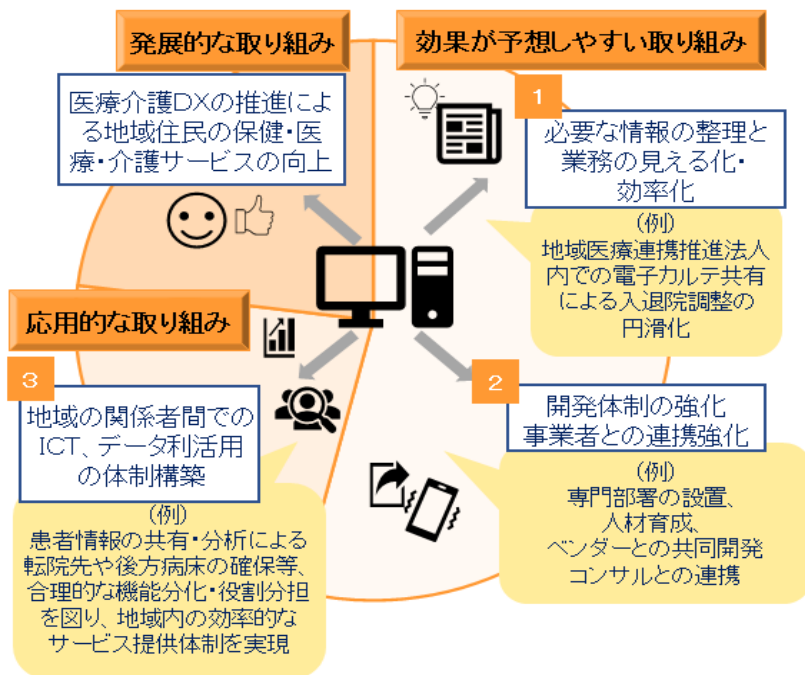 発展的な取り組み
医療介護DXの推進によ
る地域住民の保健・医
療・介護サービスの向上
効果が予想しやすい取り組み
1
必要な情報の整理と
業務の見える化・
効率化
(例)
地域医療連携推進法人
内での電子カルテ共有
による入退院調整の
円滑化
2
開発体制の強化
事業者との連携強化
(例)
専門部署の設置、
人材育成、
ベンダーとの共同開発
コンサルとの連携
応用的な取り組み
3
地域の関係者間での
ICT、データ利活用
の体制構築
(例)
患者情報の共有・分析による
転院先や後方病床の確保等、
合理的な機能分化・役割分担
を図り、地域内の効率的な
サービス提供体制を実現